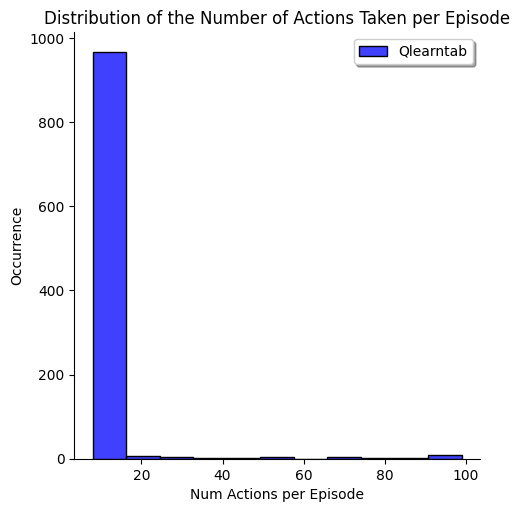 Distribution of the Number of Actions Taken per Episode
Qlearntab
1000
800
600
400
200
0
Occurrence
20 40 60 80 100
Num Actions per Episode